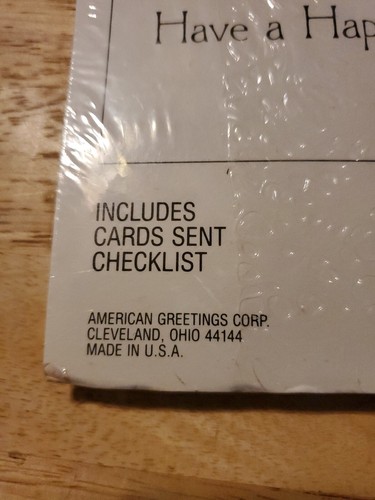 Have a Hap
INCLUDES
CARDS SENT
CHECKLIST
AMERICAN GREETINGS CORP.
CLEVELAND, OHIO 44144
MADE IN U.S.A.